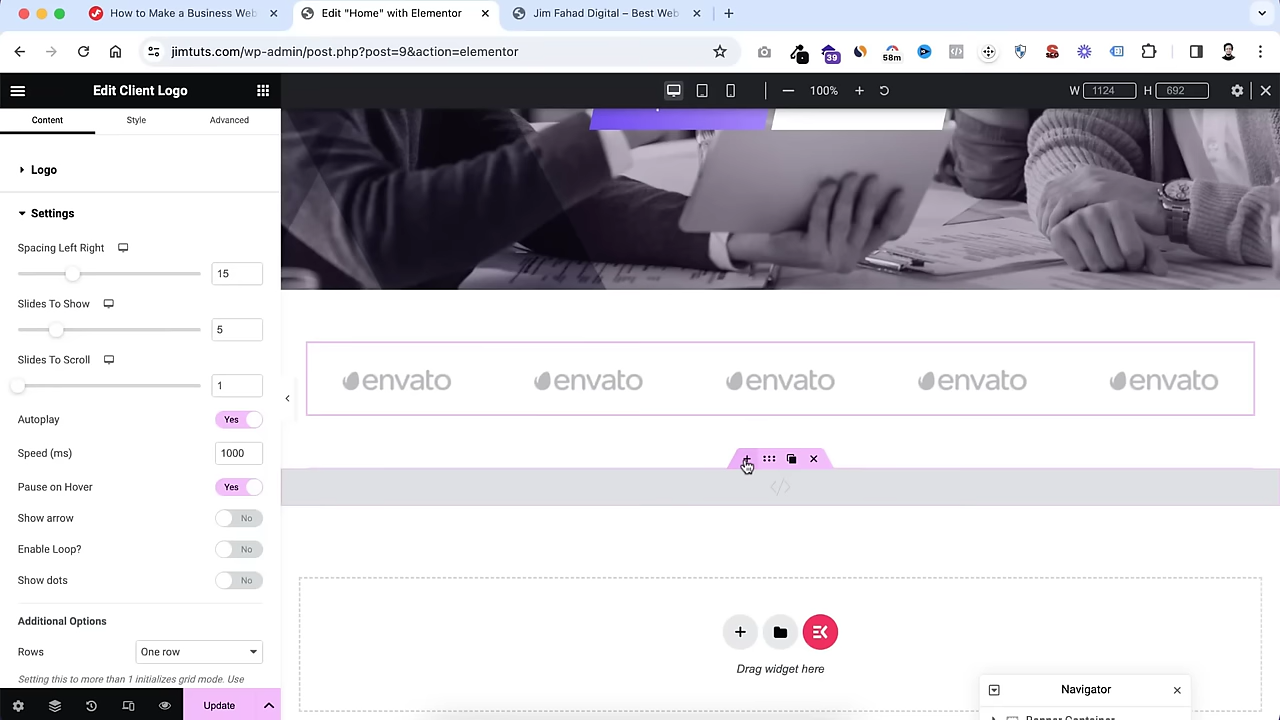 How to Make a Business Web
Edit "Home" with Elementor
Jim Fahad Digital – Best Web
jimtuts.com/wp-admin/post.php?post=9&action=elementor
39
58m
Edit Client Logo
100%
W 1124 H 692
Content Style Advanced
Logo
Settings
Spacing Left Right
15
Slides To Show
5
Slides To Scroll
1
Autoplay Yes
Speed (ms) 1000
Pause on Hover Yes
Show arrow No
Enable Loop? No
Show dots No
Additional Options
Rows One row
Setting this to more than 1 initializes grid mode. Use
Update
envato envato envato envato envato
Drag widget here
Navigator
Banner Container